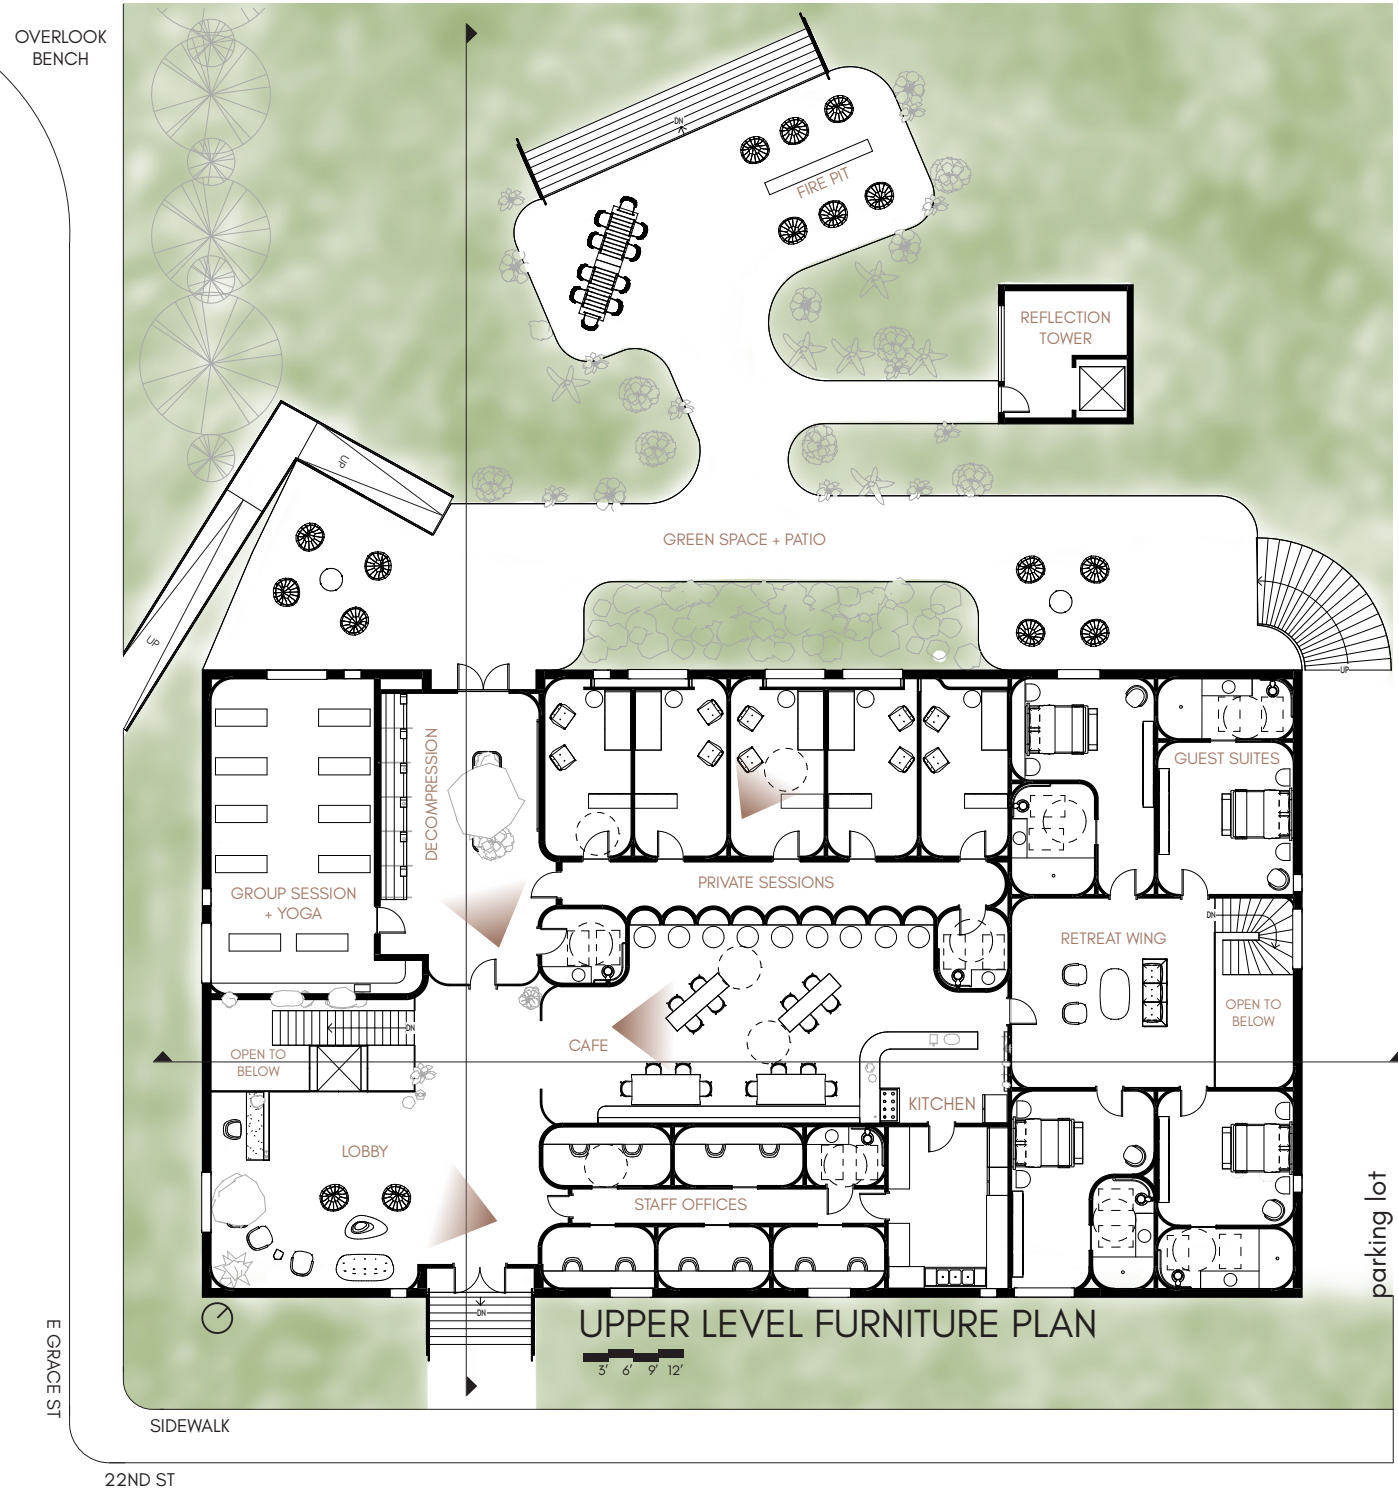 OVERLOOK
BENCH
DN
FIRE PIT
REFLECTION
TOWER
UP
GREEN SPACE + PATIO
UP
UP
DECOMPRESSION
GUEST SUITES
GROUP SESSION
+ YOGA
PRIVATE SESSIONS
DN
RETREAT WING
OPEN TO
BELOW
DN
CAFE
OPEN TO
BELOW
KITCHEN
LOBBY
STAFF OFFICES
parking lot
DN
UPPER LEVEL FURNITURE PLAN
3' 6' 9' 12'
E GRACE ST
SIDEWALK
22ND ST